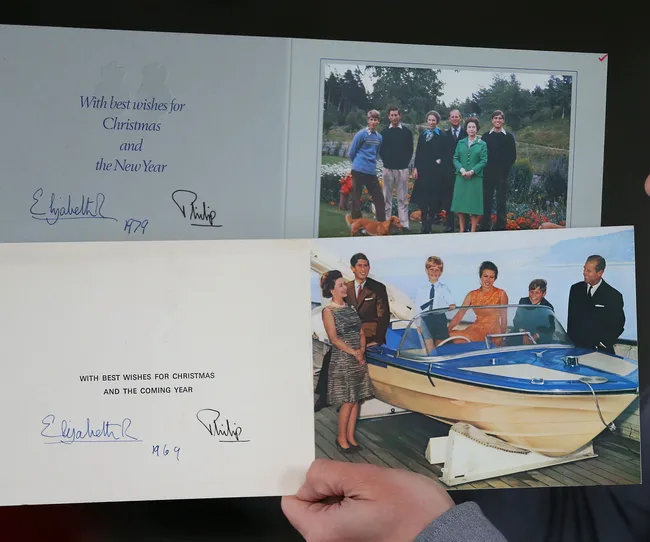 With best wishes for
Christmas
and
the New Year
Elizabeth R
1979
Philip
WITH BEST WISHES FOR CHRISTMAS
AND THE COMING YEAR
Elizabeth R
1969
Philip